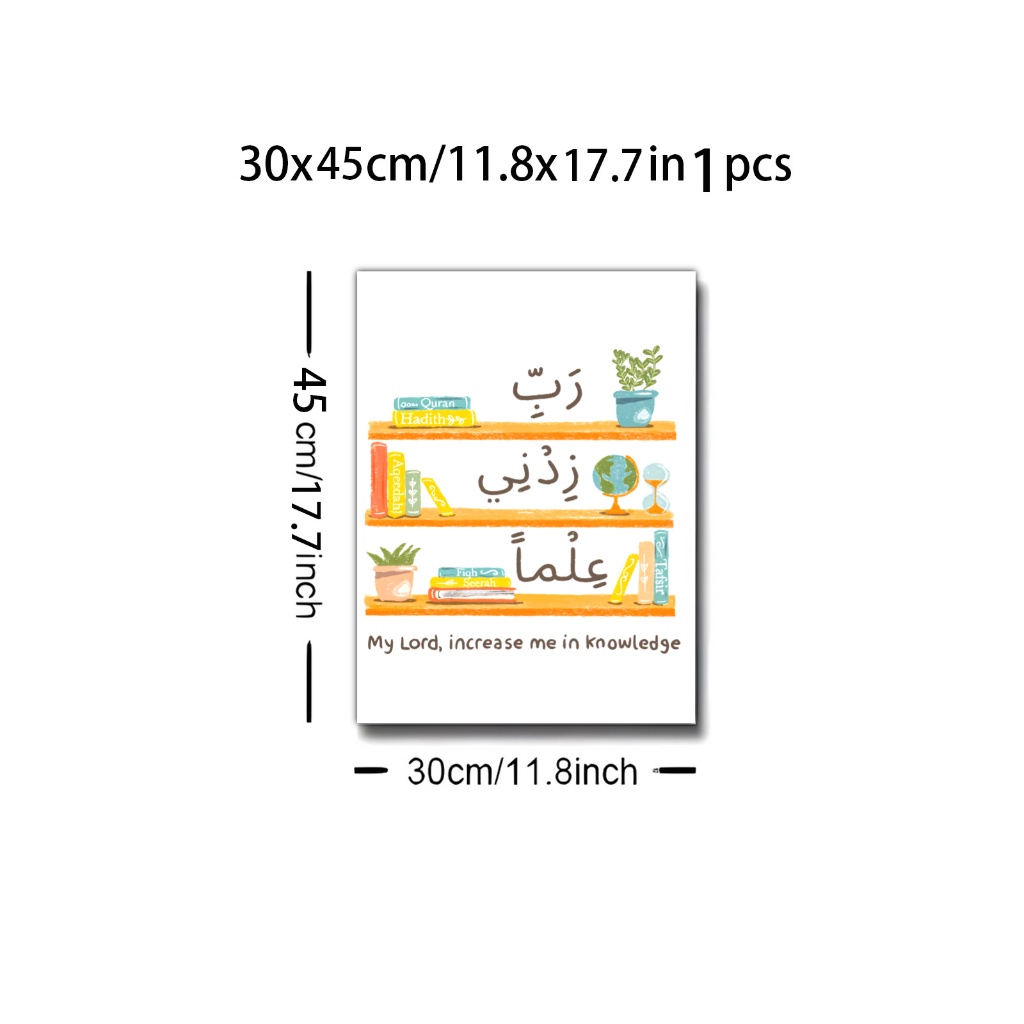 30x45cm/11.8x17.7in 1 pcs
45 cm/17.7inch
رَبِّ
Quran
Hadith
زِدْنِي
Aqeedah
عِلْماً
Fiqh
Seerah
Tafsir
My Lord, increase me in knowledge
30cm/11.8inch